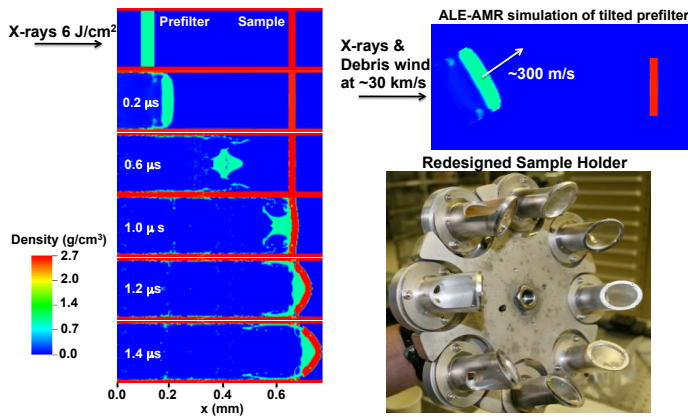 X-rays 6 J/cm²
Prefilter
Sample
0.2 µs
0.6 µs
1.0 µ s
1.2 µs
1.4 µs
Density (g/cm³)
2.7
2.0
1.4
0.7
0.0
0.0 0.2 0.4 0.6
x (mm)
ALE-AMR simulation of tilted prefilter
X-rays &
Debris wind
at ~30 km/s
~300 m/s
Redesigned Sample Holder